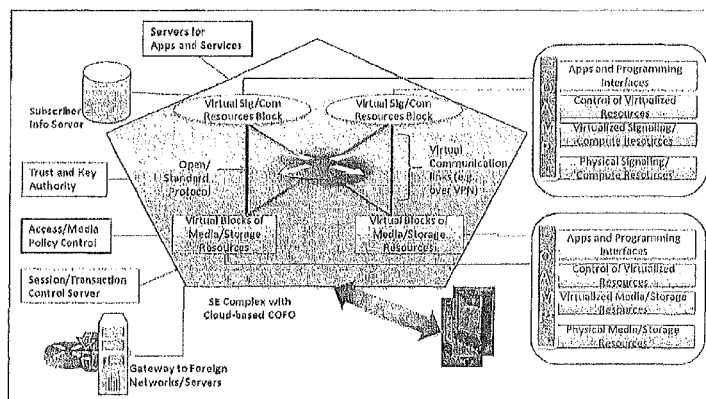 Servers for
Apps and Services
Subscriber
Info Server
Trust and Key
Authority
Access/Media
Policy Control
Session/Transaction
Control Server
Gateway to Foreign
Networks/Servers
Virtual Sig/Com
Resources Block
Virtual Sig/Com
Resources Block
Open/
Standard
Protocol
Virtual
Communication
links (e.g.
over VPN)
Virtual Blocks of
Media/Storage
Resources
Virtual Blocks of
Media/Storage
Resources
SE Complex with
Cloud-based COFO
Apps and Programming
Interfaces
Control of Virtualized
Resources
Virtualized Signaling/
Compute Resources
Physical Signaling/
Compute Resources
Apps and Programming
Interfaces
Control of Virtualized
Resources
Virtualized Media/Storage
Resources
Physical Media/Storage
Resources